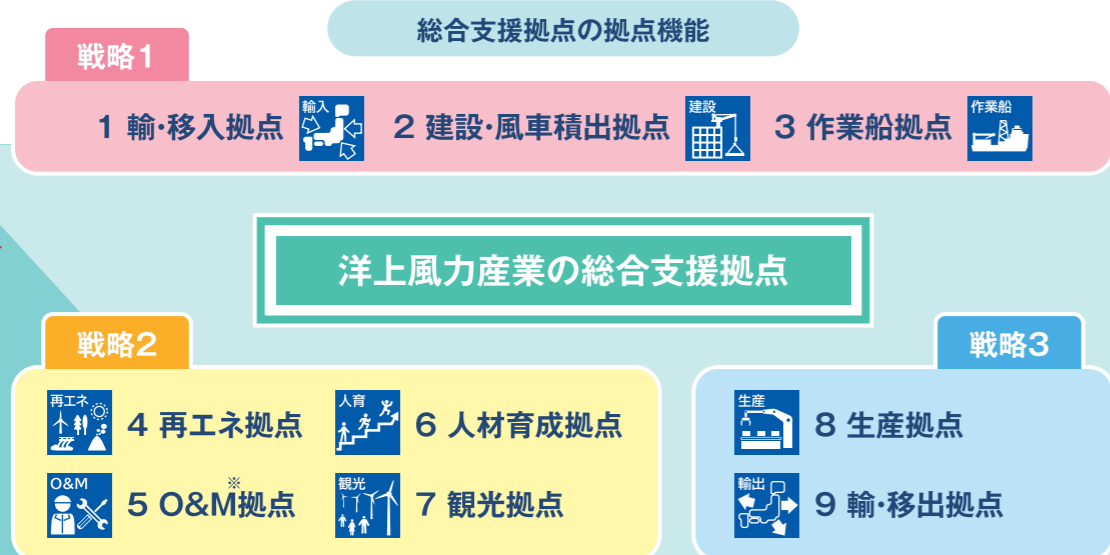 総合支援拠点の拠点機能
戦略1
1 輸・移入拠点
輸入
2 建設・風車積出拠点
建設
3 作業船拠点
作業船
洋上風力産業の総合支援拠点
戦略2
再エネ
4 再エネ拠点
人育
6 人材育成拠点
O&M
5 O&M※拠点
観光
7 観光拠点
戦略3
生産
8 生産拠点
輸出
9 輸・移出拠点